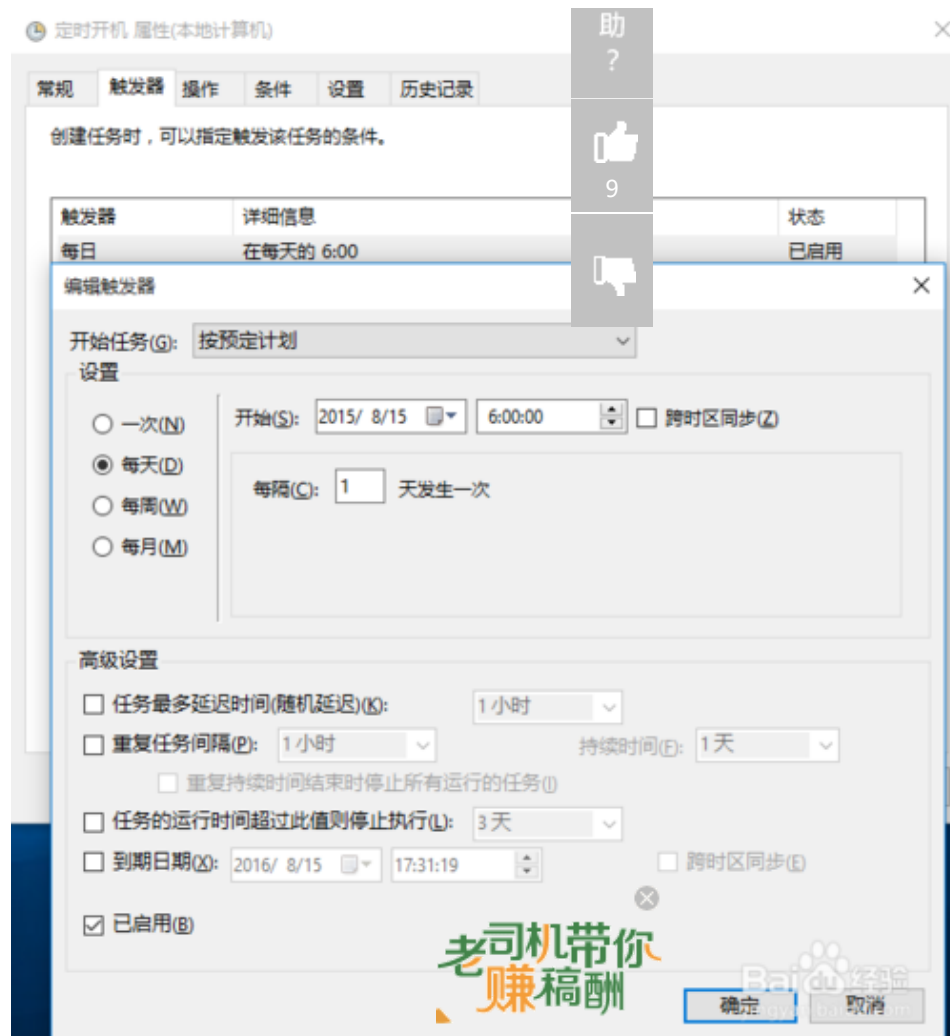 定时开机 属性(本地计算机)
助
?
常规 触发器 操作 条件 设置 历史记录
创建任务时，可以指定触发该任务的条件。
9
触发器 详细信息 状态
每日 在每天的 6:00 已启用
编辑触发器
开始任务(G): 按预定计划
设置
一次(N)
每天(D)
每周(W)
每月(M)
开始(S): 2015/ 8/15 6:00:00 跨时区同步(Z)
每隔(C): 1 天发生一次
高级设置
任务最多延迟时间(随机延迟)(K): 1 小时
重复任务间隔(P): 1 小时 持续时间(F): 1 天
重复持续时间结束时停止所有运行的任务(I)
任务的运行时间超过此值则停止执行(L): 3 天
到期日期(X): 2016/ 8/15 17:31:19 跨时区同步(E)
已启用(B)
老司机带你
赚稿酬
Baidu经验
确定 取消